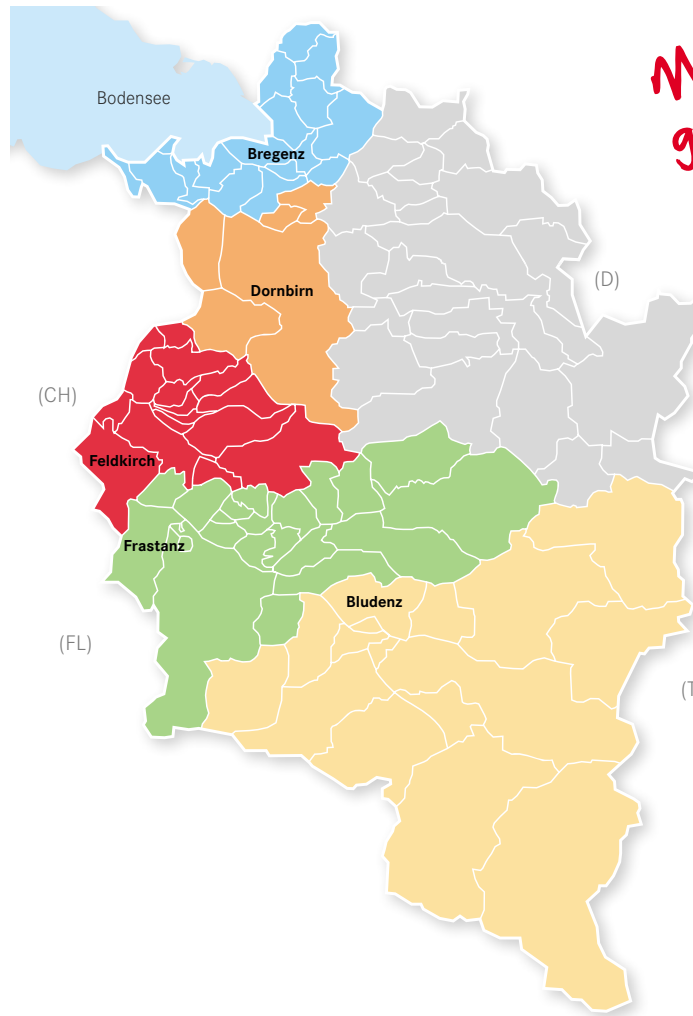 Bodensee
Bregenz
(D)
Dornbirn
(CH)
Feldkirch
Frastanz
Bludenz
(FL)